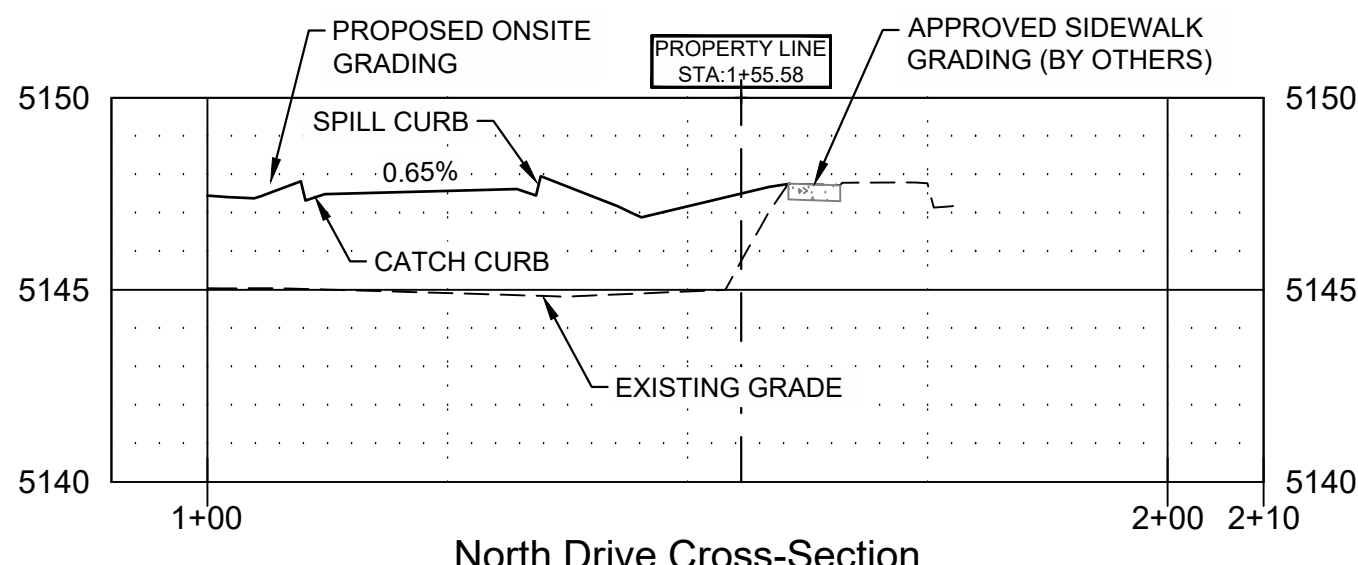 PROPOSED ONSITE
GRADING
PROPERTY LINE
STA:1+55.58
APPROVED SIDEWALK
GRADING (BY OTHERS)
5150
5150
SPILL CURB
0.65%
CATCH CURB
5145
5145
EXISTING GRADE
5140
5140
1+00
2+00
2+10
North Drive Cross-Section